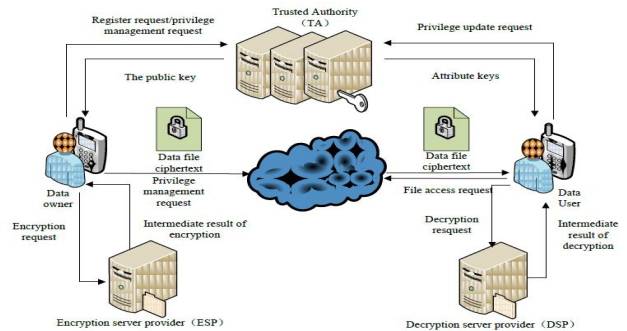 Register request/privilege
management request
Trusted Authority
（TA）
Privilege update request
The public key
Attribute keys
Data file
ciphertext
Privilege
management
request
Data file
ciphertext
File access request
Data
owner
Data
User
Encryption
request
Intermediate result of
encryption
Decryption
resquest
Intermediate
result of
decryption
Encryption server provider（ESP）
Decryption server provider（DSP）